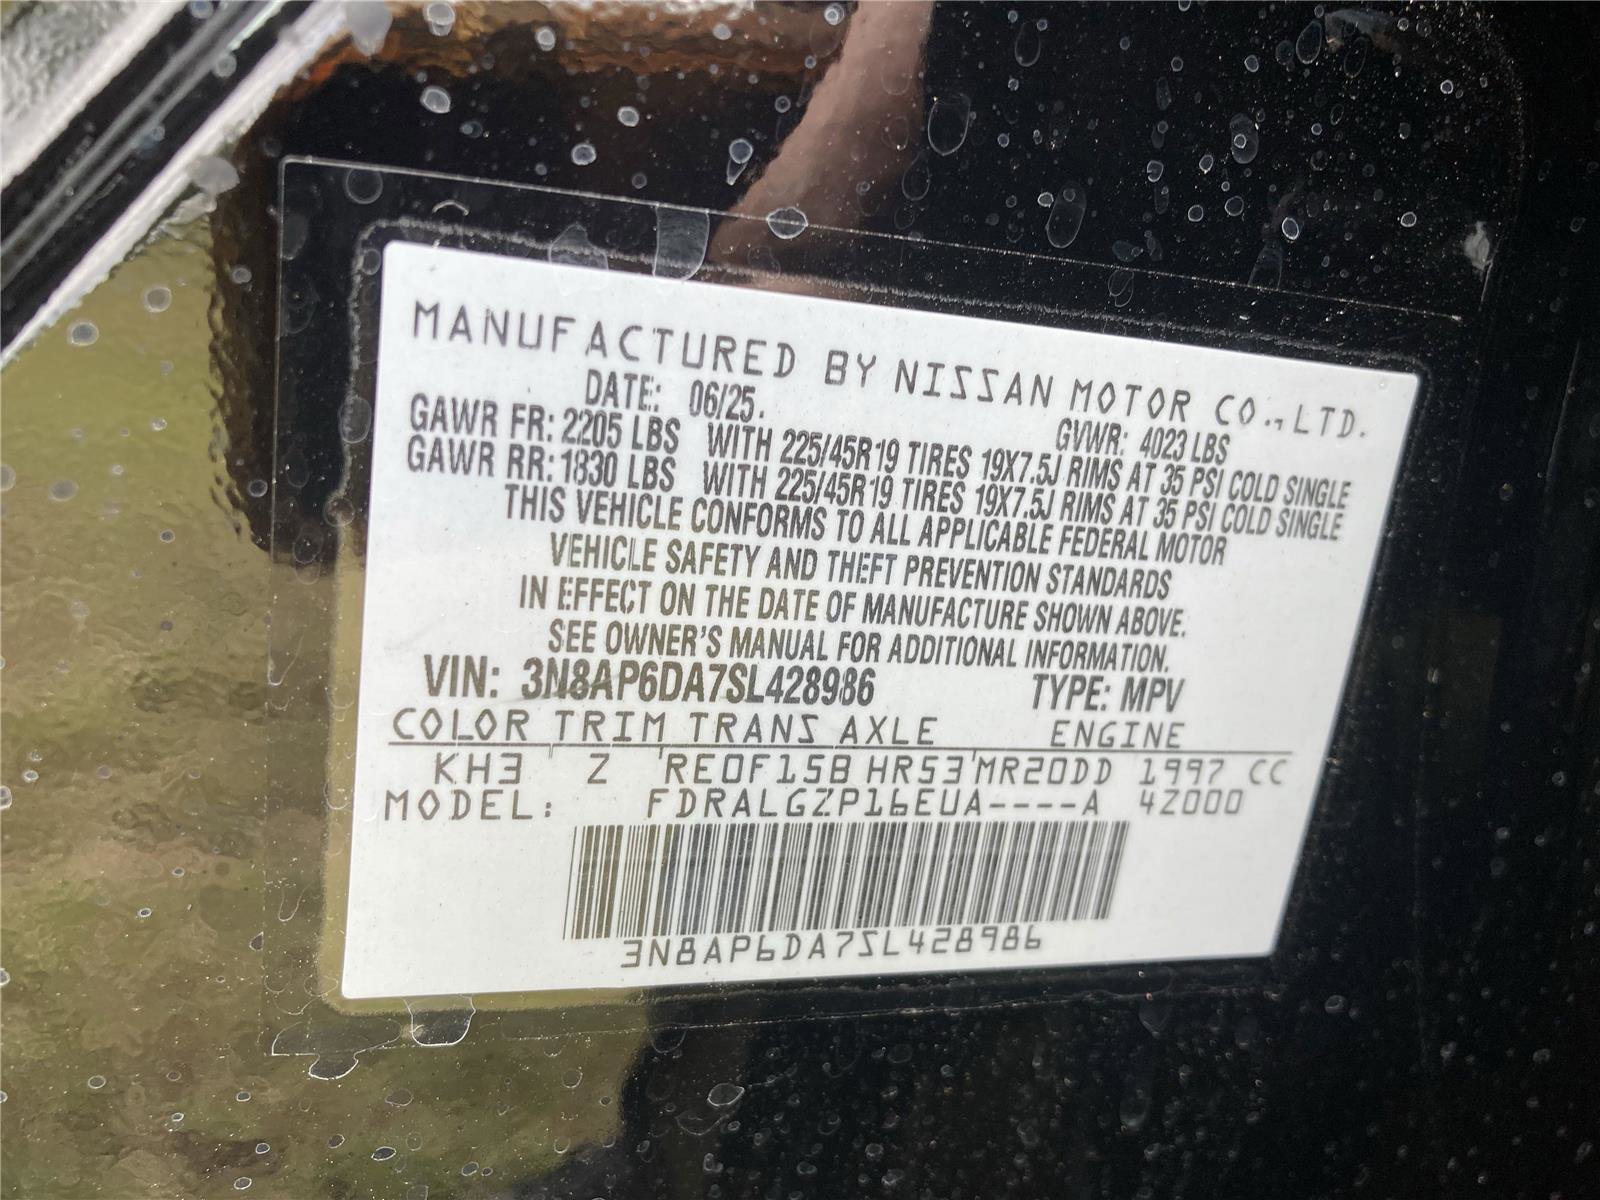 MANUFACTURED BY NISSAN MOTOR CO., LTD.
DATE: 06/25. GVWR: 4023 LBS
GAWR FR: 2205 LBS WITH 225/45R19 TIRES 19X7.5J RIMS AT 35 PSI COLD SINGLE
GAWR RR: 1830 LBS WITH 225/45R19 TIRES 19X7.5J RIMS AT 35 PSI COLD SINGLE
THIS VEHICLE CONFORMS TO ALL APPLICABLE FEDERAL MOTOR
VEHICLE SAFETY AND THEFT PREVENTION STANDARDS
IN EFFECT ON THE DATE OF MANUFACTURE SHOWN ABOVE.
SEE OWNER'S MANUAL FOR ADDITIONAL INFORMATION.
VIN: 3N8AP6DA7SL428986 TYPE: MPV
COLOR TRIM TRANS AXLE ENGINE
KH3 Z RE0F15B HR53 MR20DD 1997 CC
MODEL: FDRALGZP16EUA----A 4Z000
3N8AP6DA7SL428986